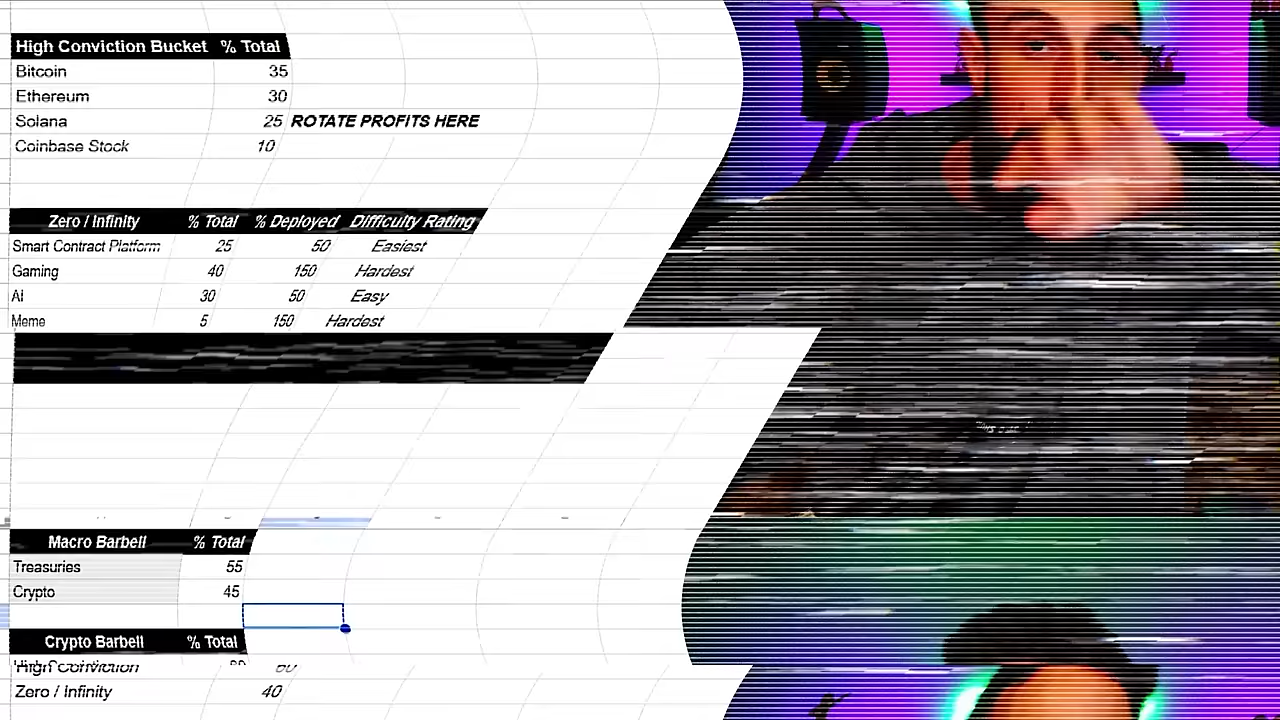 High Conviction Bucket % Total
Bitcoin 35
Ethereum 30
Solana 25 ROTATE PROFITS HERE
Coinbase Stock 10
Zero / Infinity % Total % Deployed Difficulty Rating
Smart Contract Platform 25 50 Easiest
Gaming 40 150 Hardest
AI 30 50 Easy
Meme 5 150 Hardest
Macro Barbell % Total
Treasuries 55
Crypto 45
Crypto Barbell % Total
High Conviction
Zero / Infinity 40